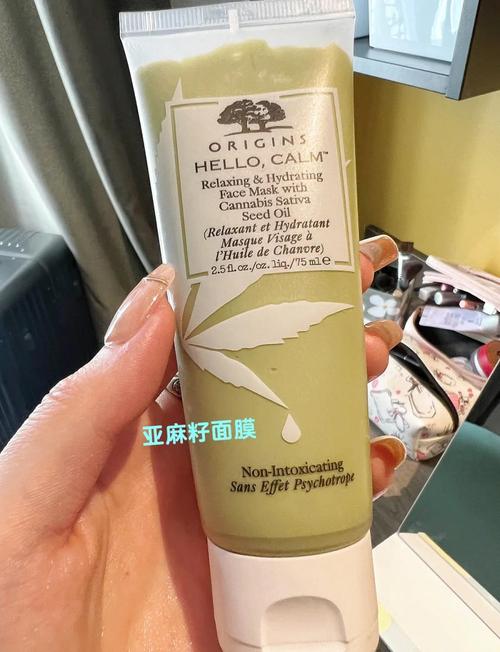 ORIGINS
HELLO, CALM™
Relaxing & Hydrating
Face Mask with
Cannabis Sativa
Seed Oil
(Relaxant et Hydratant
Masque Visage à
l'Huile de Chanvre)
2.5 fl.oz./oz. liq./75 ml ℮
亚麻籽面膜
Non-Intoxicating
Sans Effet Psychotrope